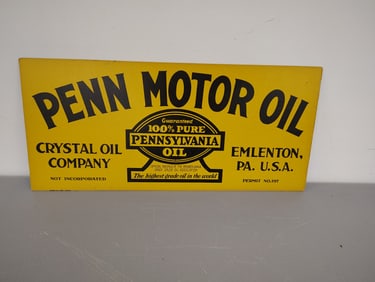 PENN MOTOR OIL
Guaranteed
100% PURE
PENNSYLVANIA
OIL
CRYSTAL OIL
COMPANY
NOT INCORPORATED
The highest grade oil in the world
EMLENTON,
PA. U.S.A.